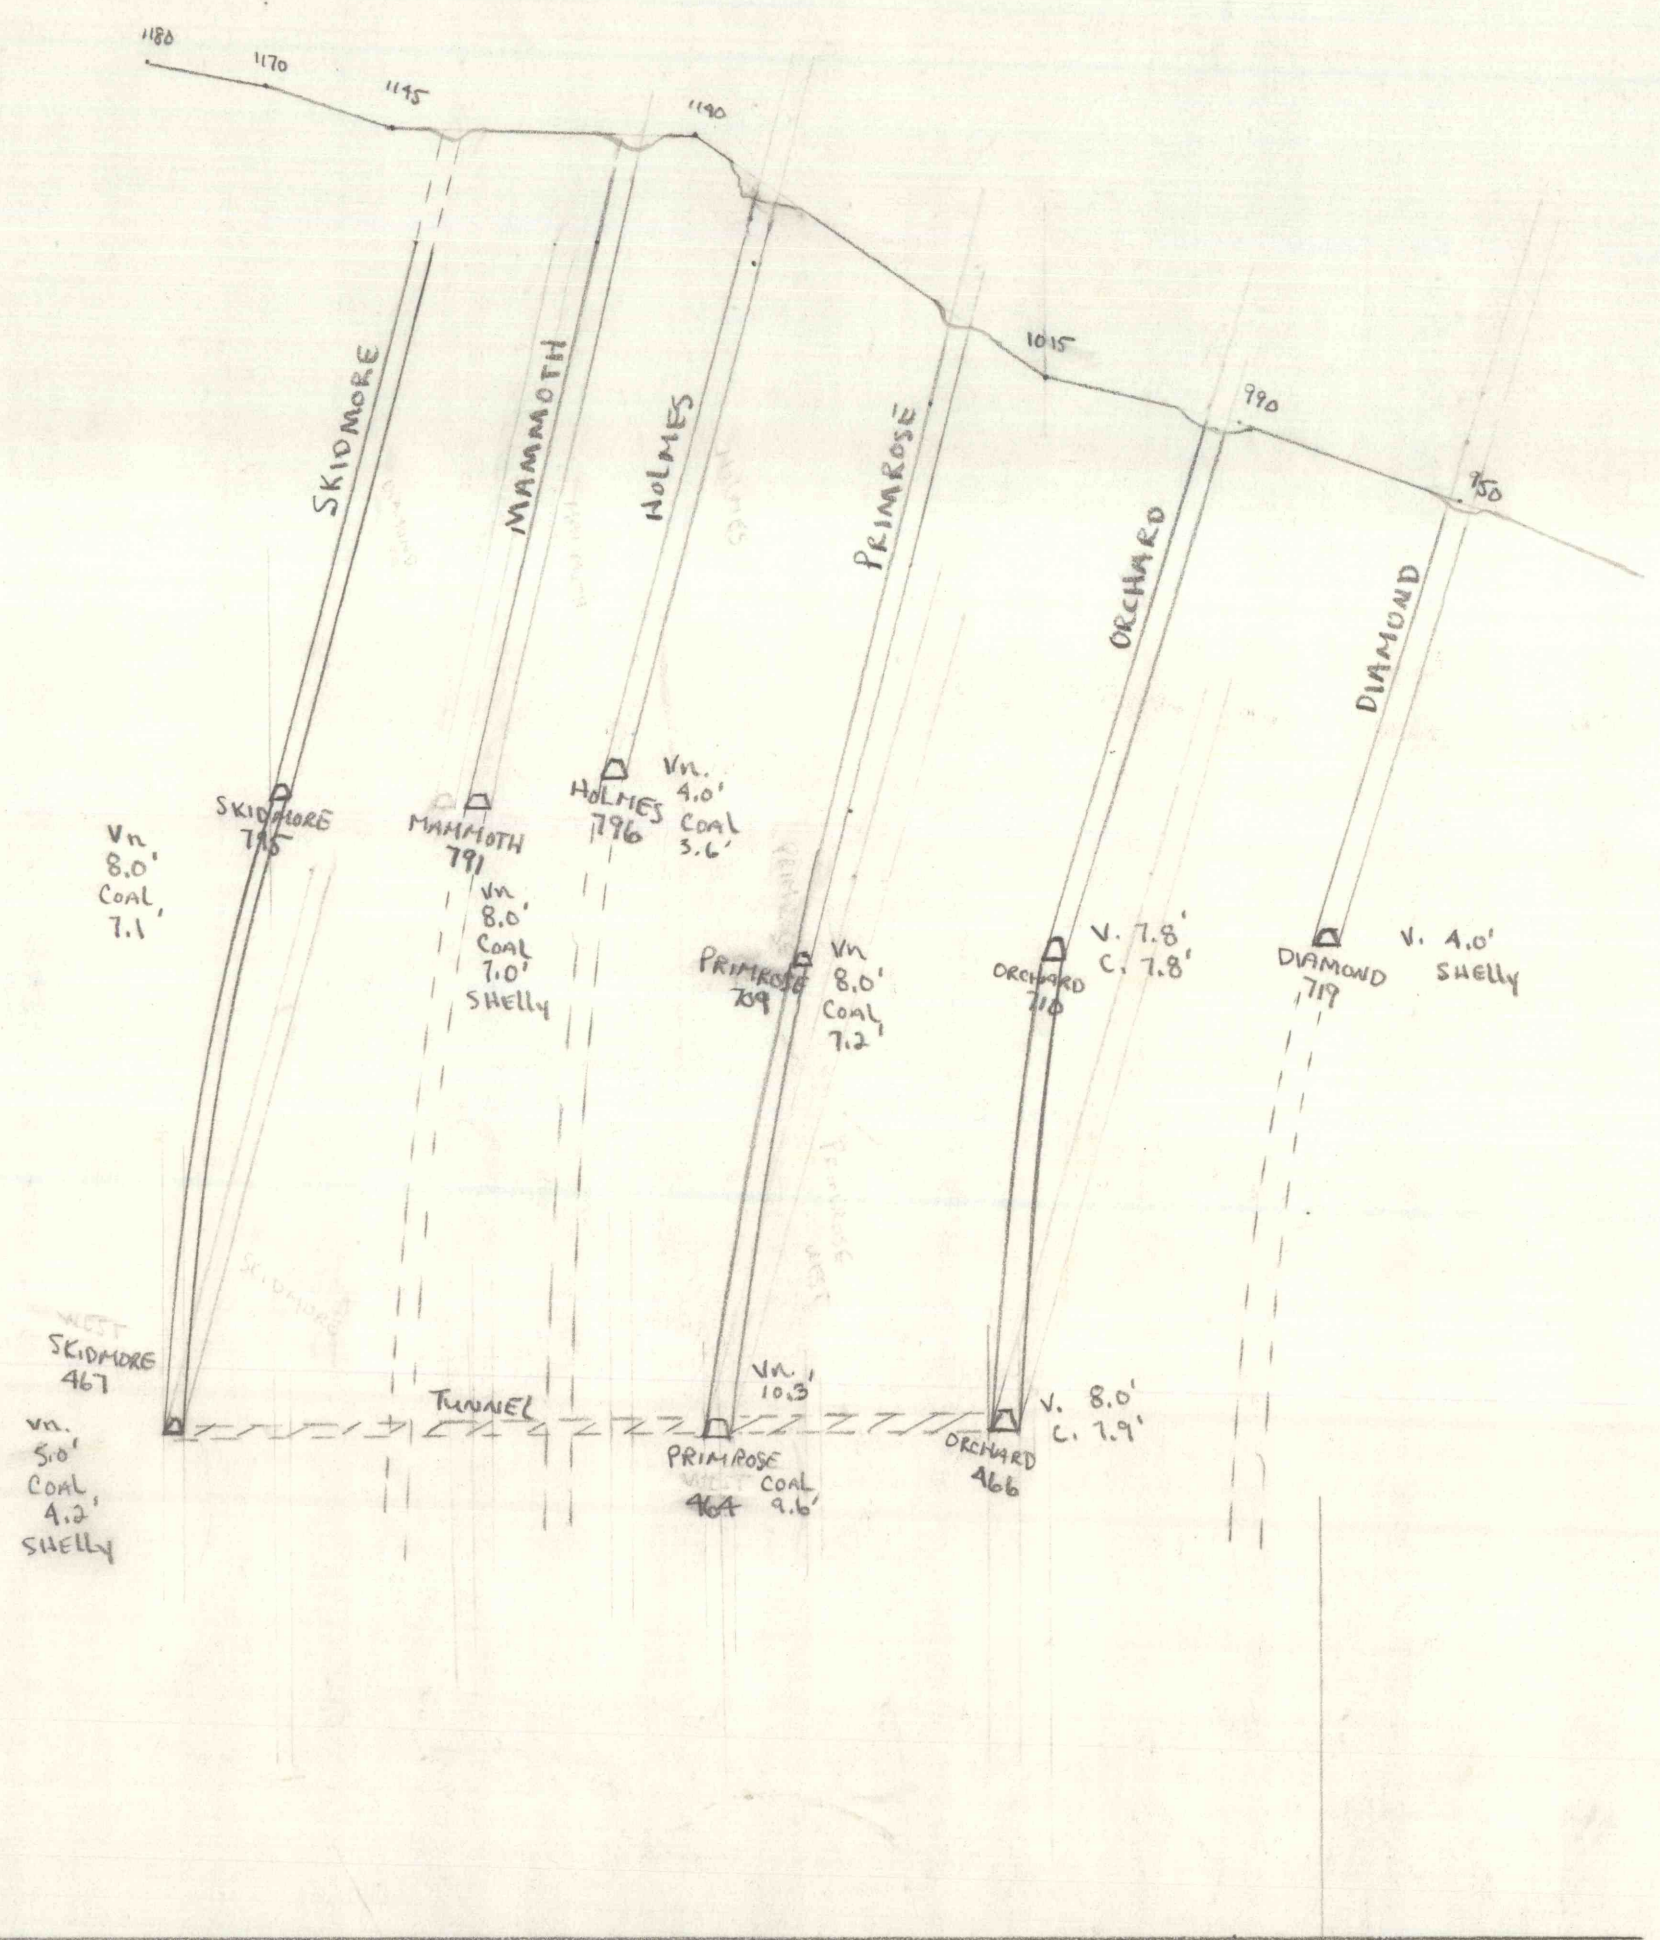 1180
1170
1145
1140
1015
990
950
SKIDMORE
MAMMOTH
HOLMES
PRIMROSE
ORCHARD
DIAMOND
SKIDMORE
795
Vn
8.0'
COAL
7.1'
MAMMOTH
791
Vn
8.0'
COAL
7.0'
SHELLY
HOLMES
796
Vn.
4.0'
COAL
3.6'
PRIMROSE
709
Vn
8.0'
COAL
7.2'
ORCHARD
710
V. 7.8'
C. 7.8'
DIAMOND
719
V. 4.0'
SHELLY
SKIDMORE
467
Vn.
5.0'
COAL
4.2'
SHELLY
TUNNEL
Vn.
10.3'
PRIMROSE
464
COAL
9.6'
ORCHARD
466
V. 8.0'
C. 7.9'
SKIDMORE